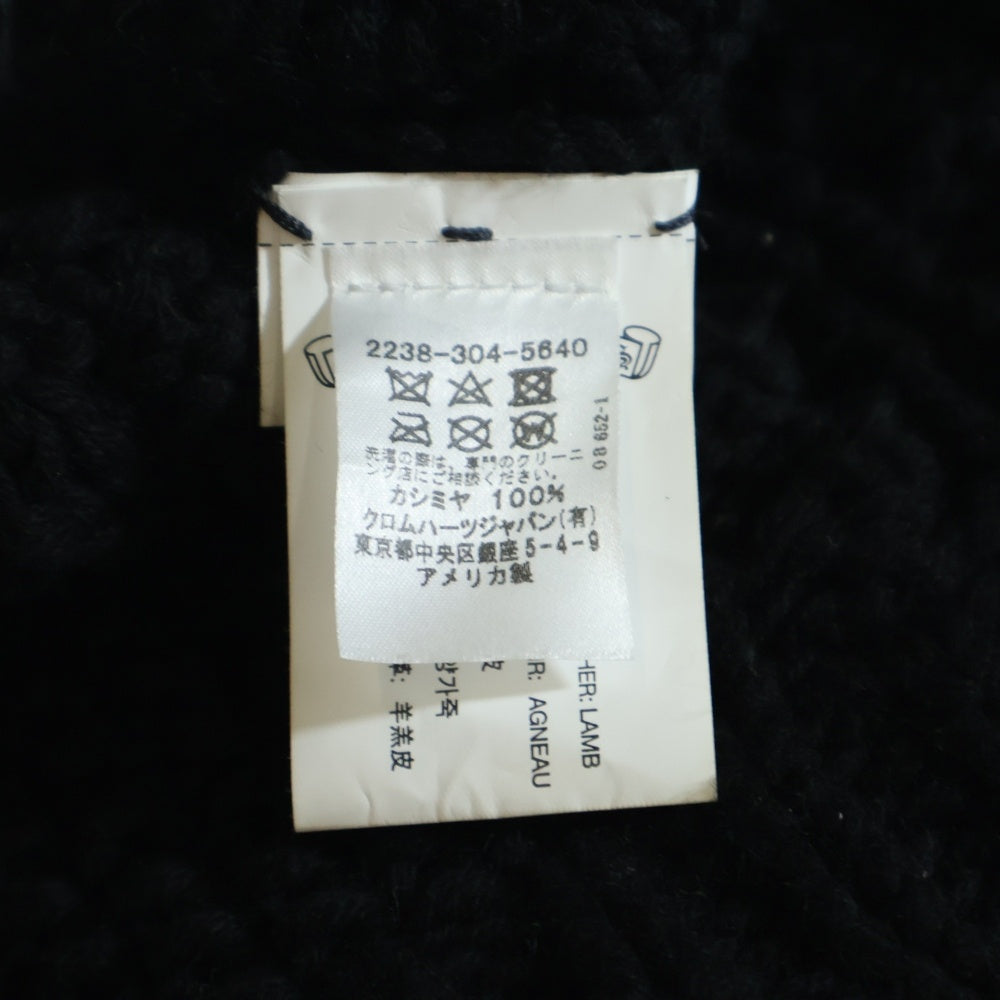 2238-304-5640
洗濯の際は、専門のクリーニ
ング店にご相談ください。
カシミヤ 100%
クロムハーツジャパン(有)
東京都中央区銀座5-4-9
アメリカ製
08652-1
HER: LAMB
R: AGNEAU
양가죽
革: 羊羔皮